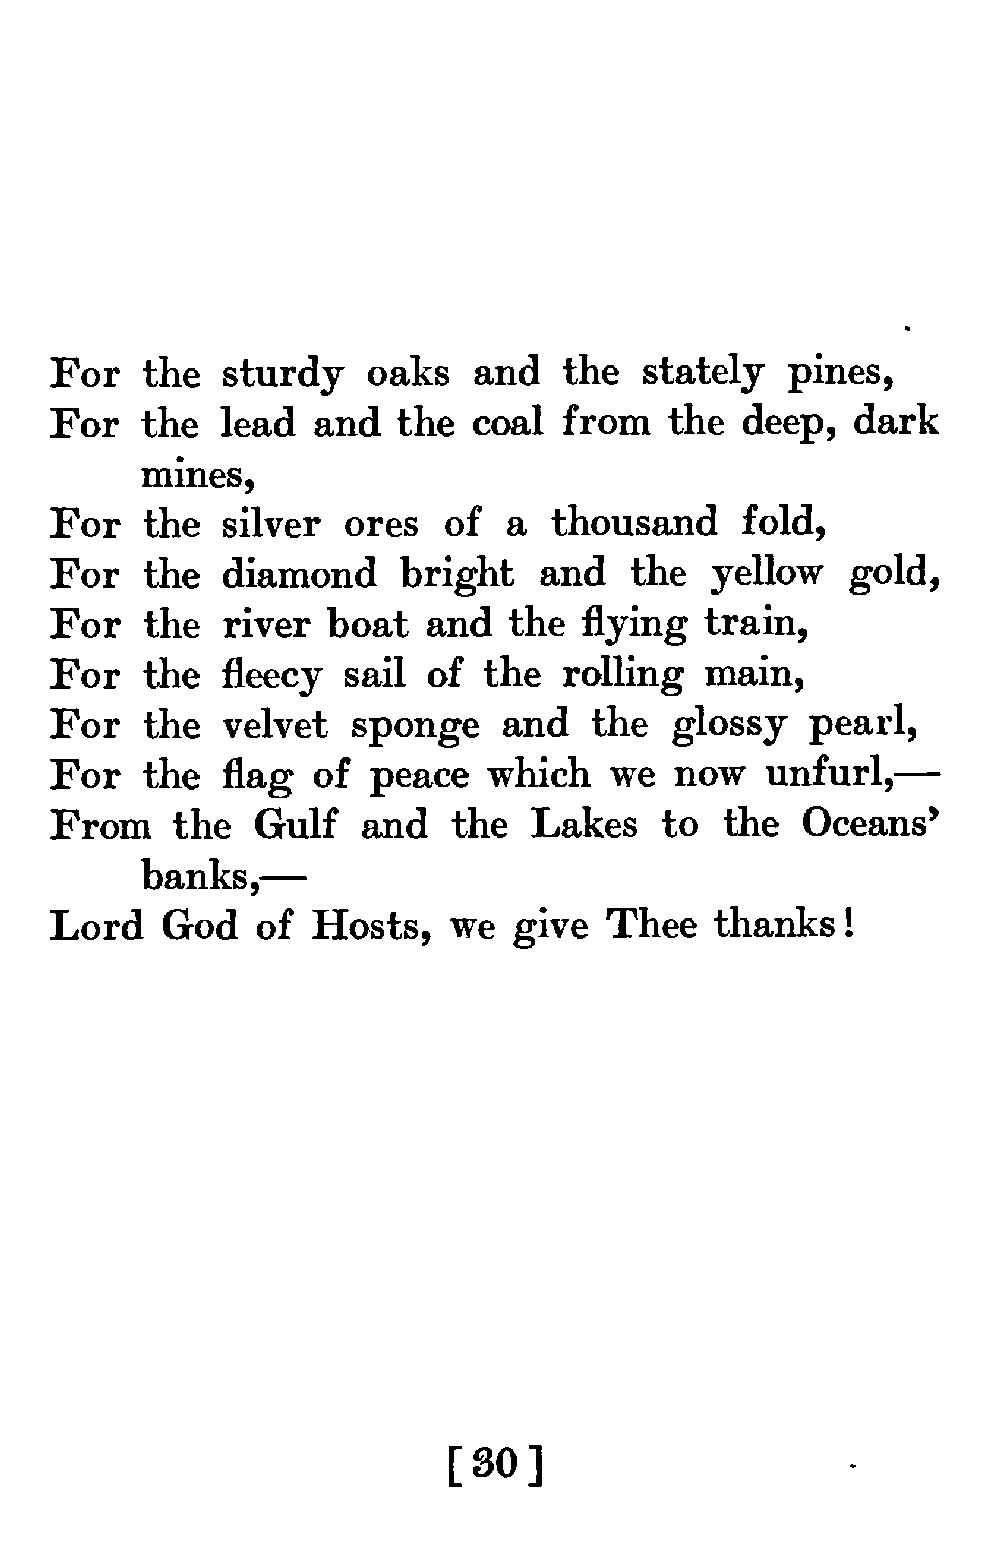 For the sturdy oaks and the stately pines,
For the lead and the coal from the deep, dark
mines,
For the silver ores of a thousand fold,
For the diamond bright and the yellow gold,
For the river boat and the flying train,
For the fleecy sail of the rolling main,
For the velvet sponge and the glossy pearl,
For the flag of peace which we now unfurl,—
From the Gulf and the Lakes to the Oceans'
banks,—
Lord God of Hosts, we give Thee thanks!
[30]